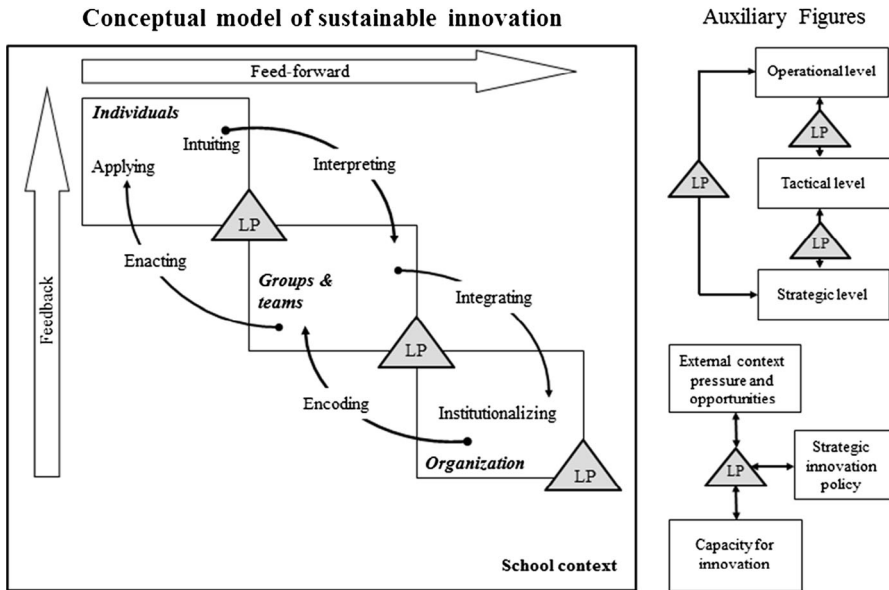 Conceptual model of sustainable innovation
Feed-forward
Feedback
Individuals
Intuiting
Applying
Interpreting
LP
Enacting
Groups &
teams
Integrating
LP
Encoding
Institutionalizing
Organization
LP
School context
Auxiliary Figures
Operational level
LP
LP
Tactical level
LP
Strategic level
External context
pressure and
opportunities
LP
Strategic
innovation
policy
Capacity for
innovation